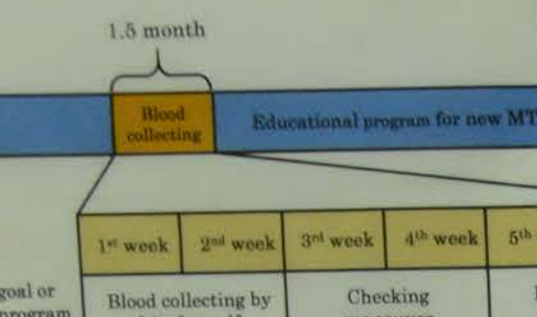 1.5 month
Blood
collecting
Educational program for new MT
1st week 2nd week 3rd week 4th week 5th
goal or
program
Blood collecting by
Checking